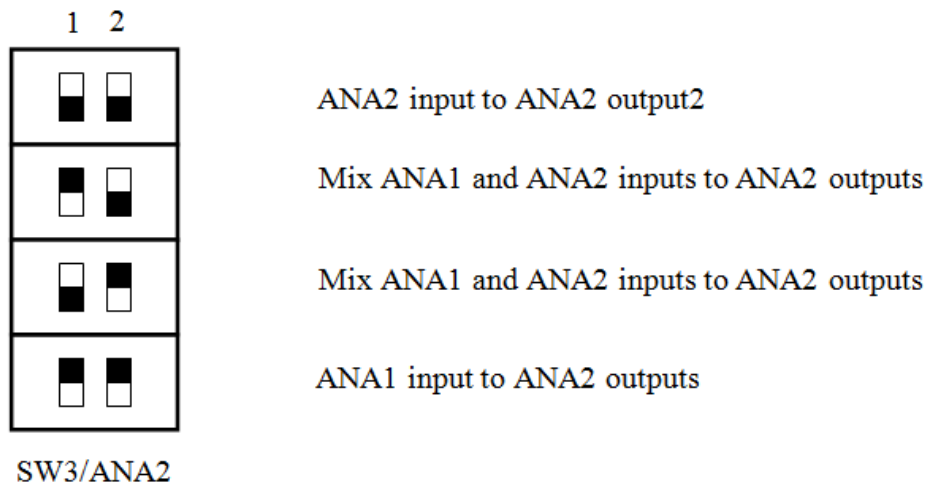 1 2
ANA2 input to ANA2 output2
Mix ANA1 and ANA2 inputs to ANA2 outputs
Mix ANA1 and ANA2 inputs to ANA2 outputs
ANA1 input to ANA2 outputs
SW3/ANA2